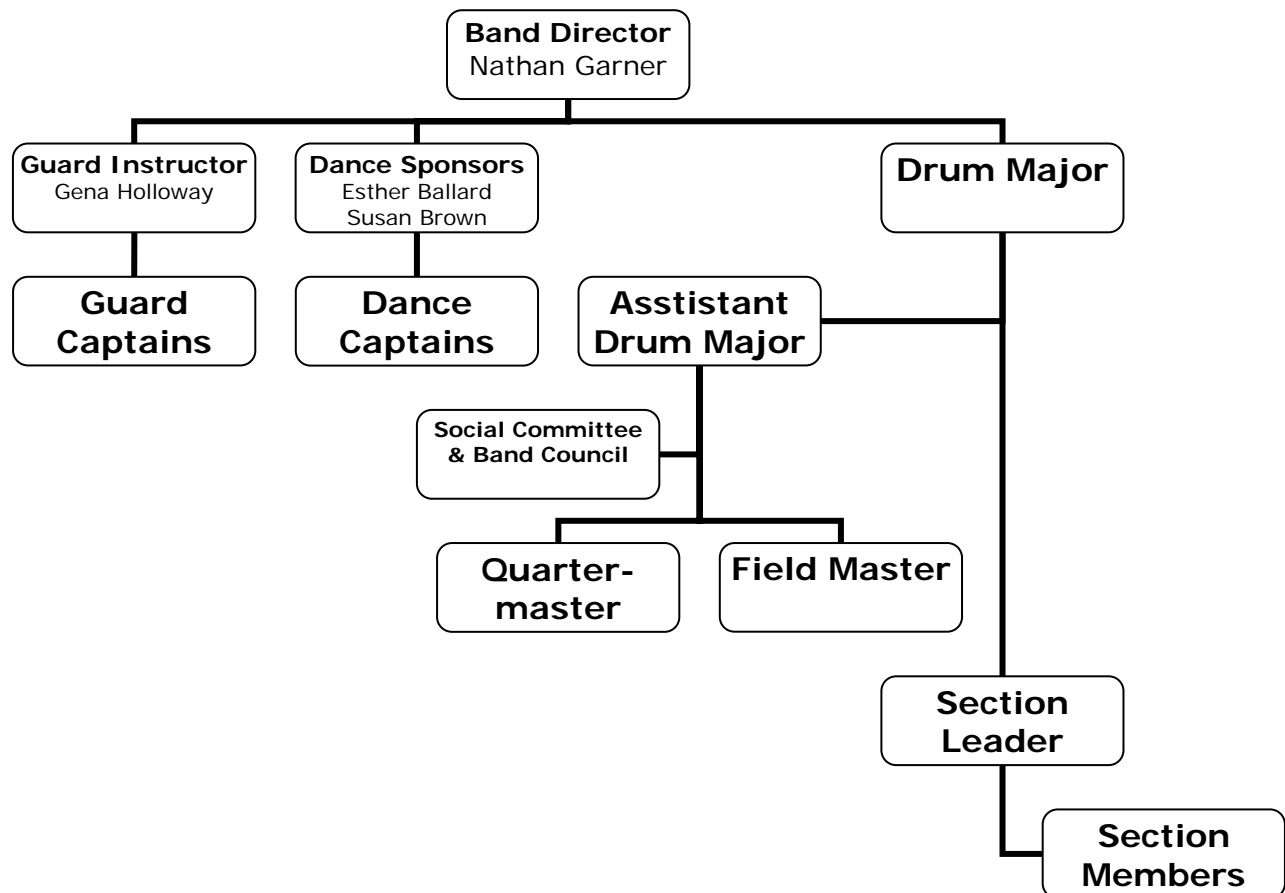 Band Director
Nathan Garner
Guard Instructor
Gena Holloway
Dance Sponsors
Esther Ballard
Susan Brown
Drum Major
Guard
Captains
Dance
Captains
Asstistant
Drum Major
Social Committee
& Band Council
Quarter-
master
Field Master
Section
Leader
Section
Members